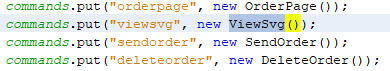 commands.put("orderpage", new OrderPage());
commands.put("viewsvg", new ViewSvg());
commands.put("sendorder", new SendOrder());
commands.put("deleteorder", new DeleteOrder());